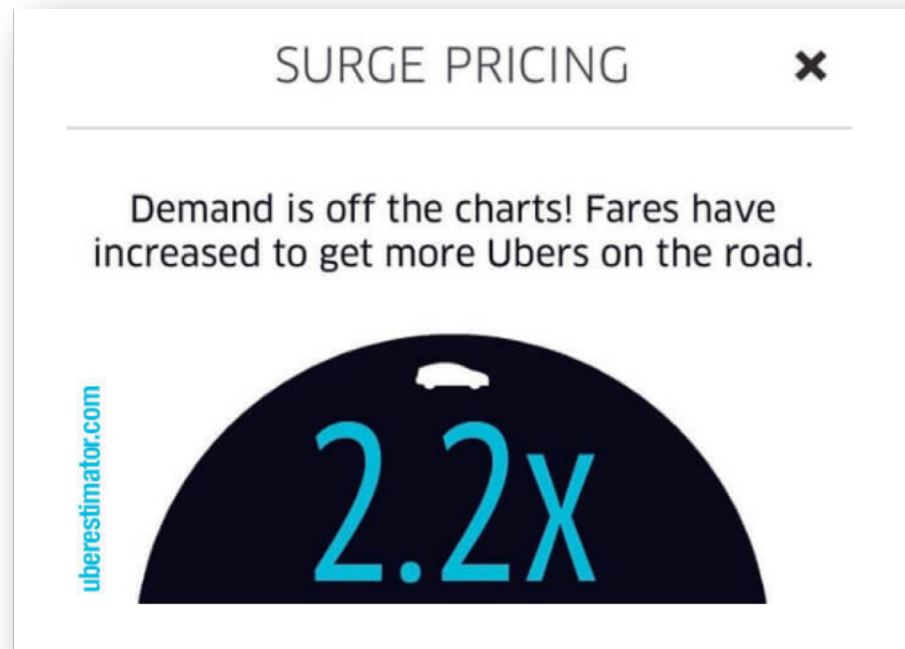 SURGE PRICING
Demand is off the charts! Fares have
increased to get more Ubers on the road.
uberestimator.com
2.2x